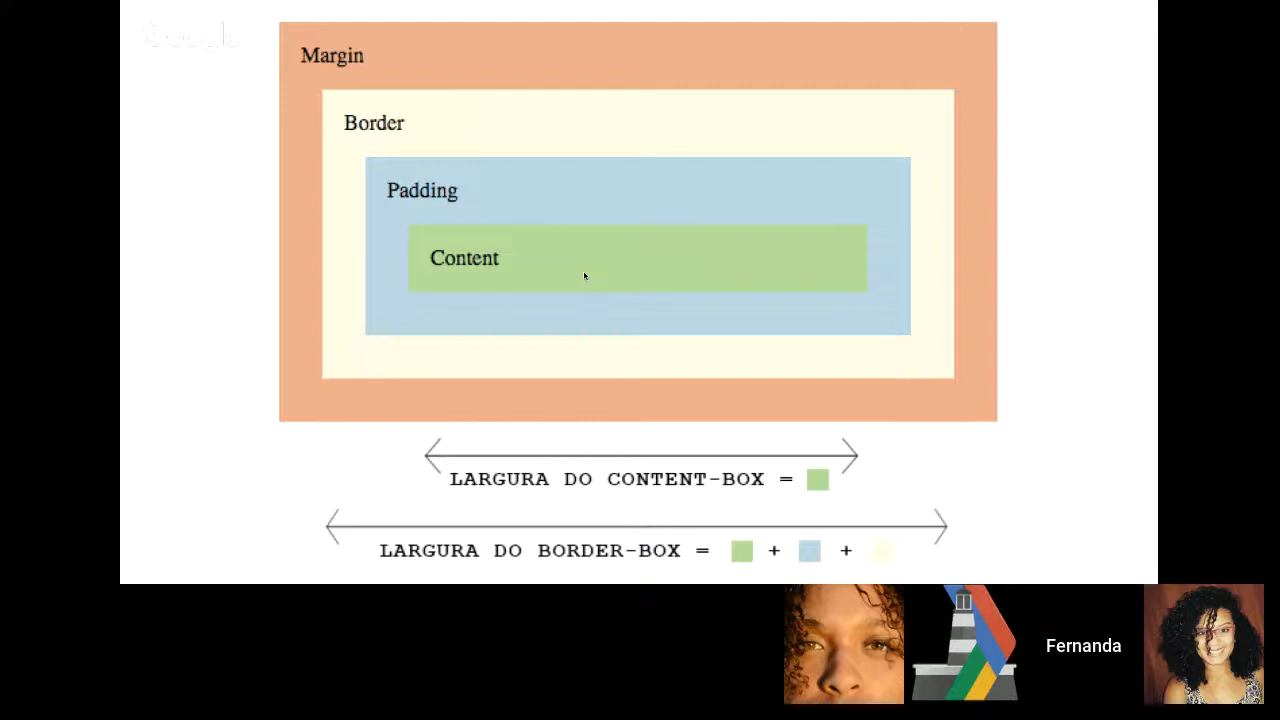 Margin
Border
Padding
Content
LARGURA DO CONTENT-BOX =
LARGURA DO BORDER-BOX = + +
Fernanda